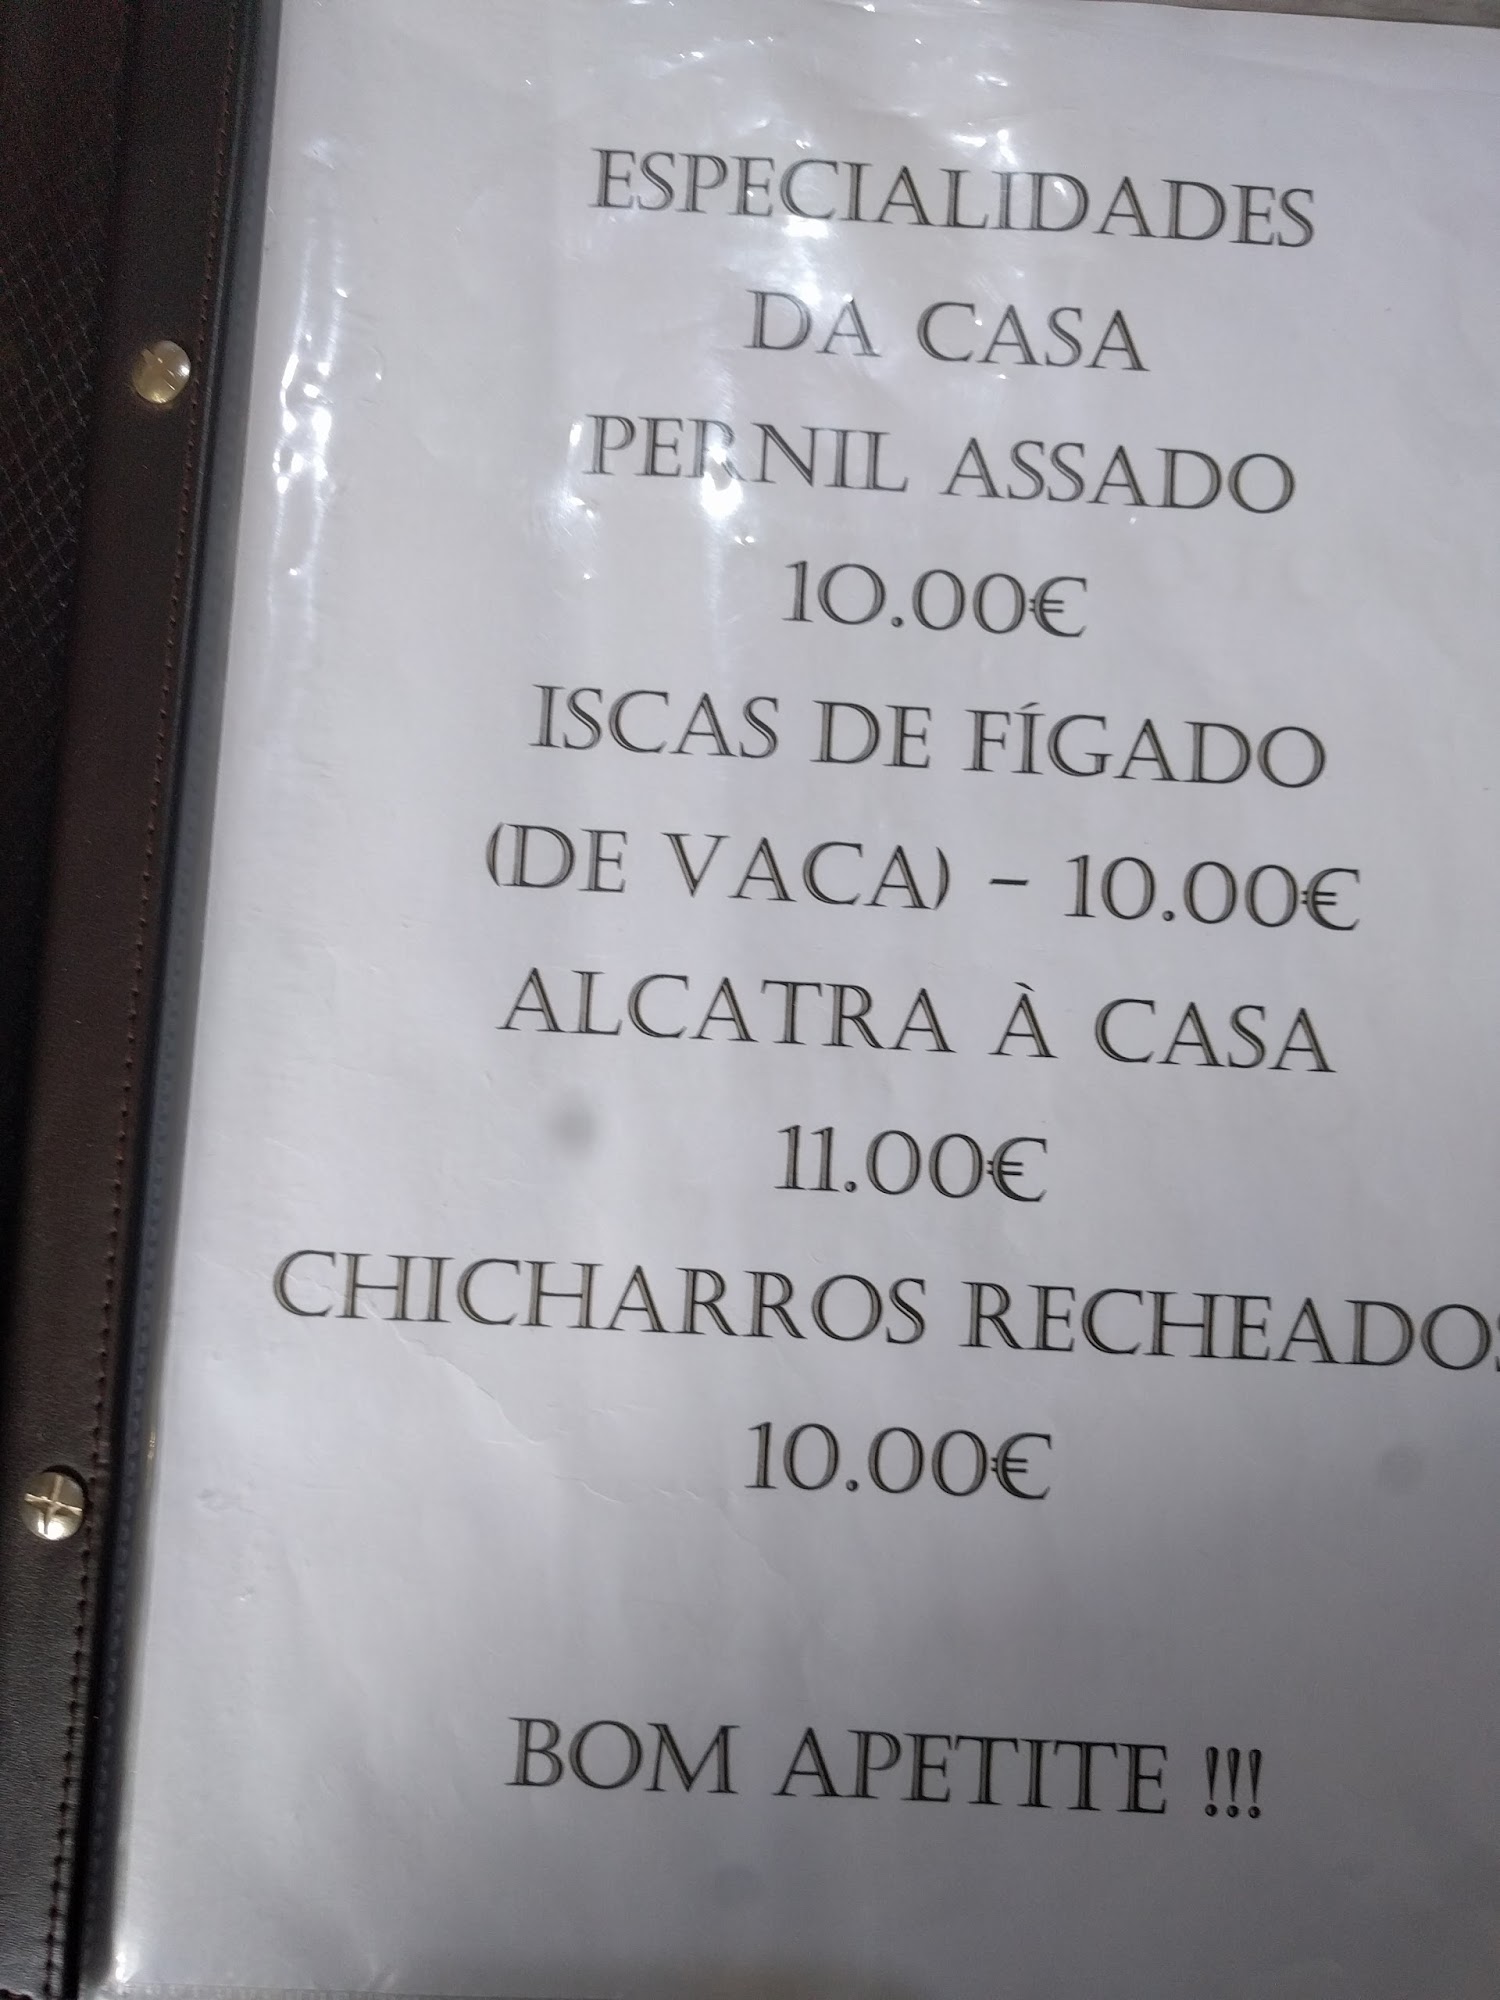 ESPECIALIDADES
DA CASA
PERNIL ASSADO
10.00€
ISCAS DE FÍGADO
(DE VACA) – 10.00€
ALCATRA À CASA
11.00€
CHICHARROS RECHEADOS
10.00€
BOM APETITE !!!